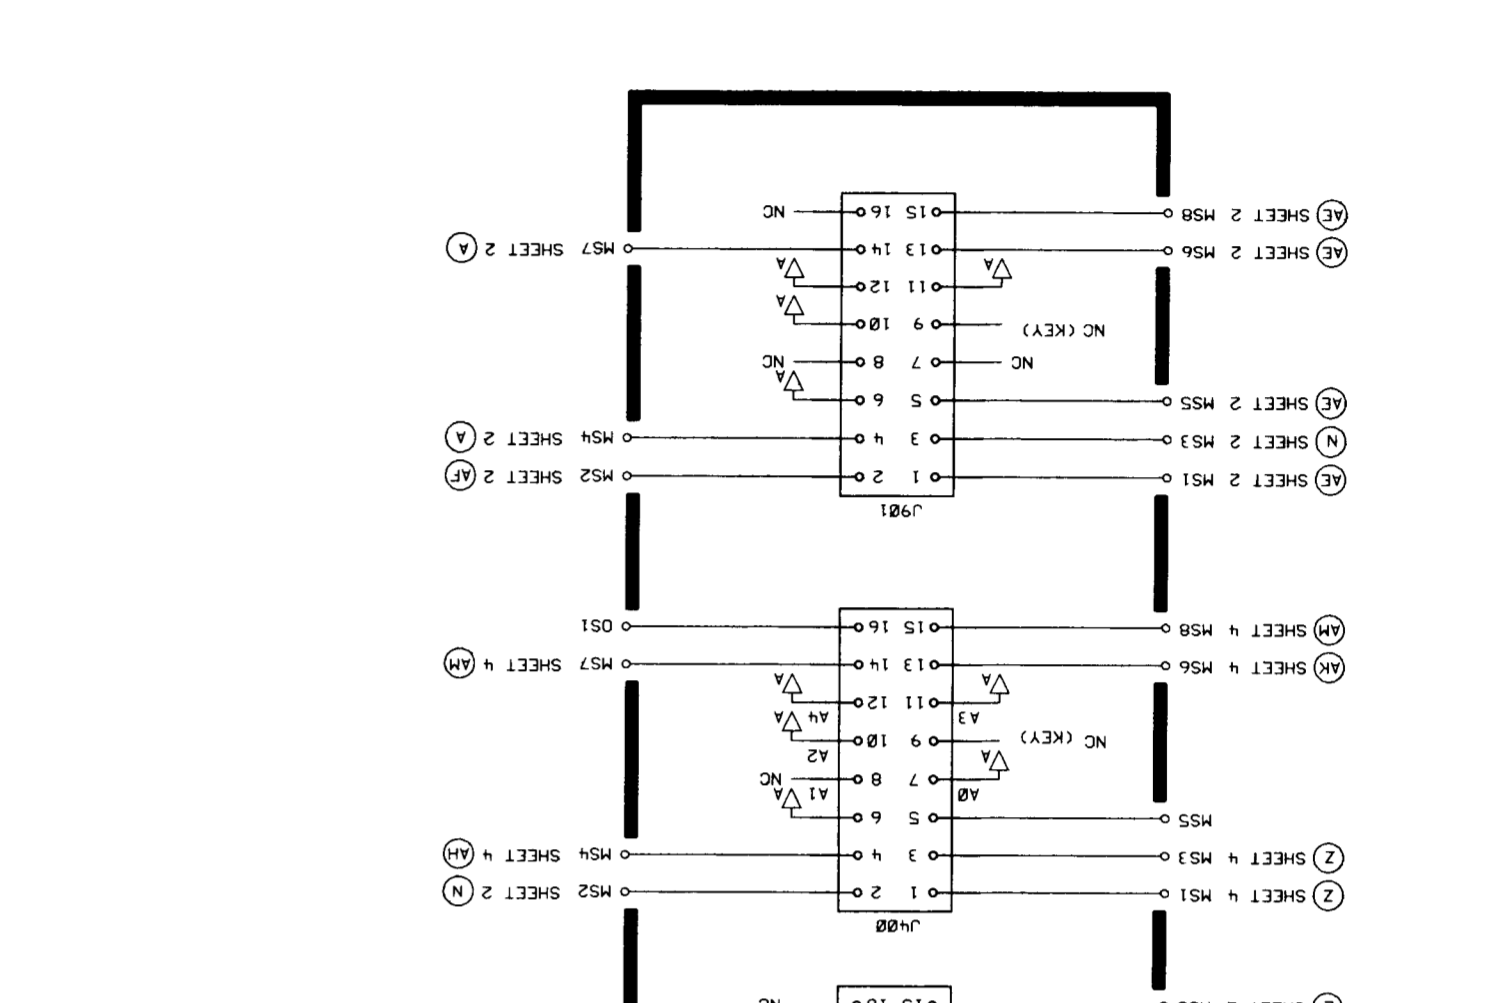 J400
Z SHEET 4 MS1 1 2 MS2 SHEET 2 N
Z SHEET 4 MS3 3 4 MS4 SHEET 4 AH
MS5 5 6
A0 A1 A
7 8 NC
A A2
NC (KEY) 9 10
A3 A4 A
11 12
A A
AK SHEET 4 MS6 13 14 MS7 SHEET 4 AM
AM SHEET 4 MS8 15 16 OS1
J901
AE SHEET 2 MS1 1 2 MS2 SHEET 2 AF
N SHEET 2 MS3 3 4 MS4 SHEET 2 A
AE SHEET 2 MS5 5 6
A
NC 7 8 NC
NC (KEY) 9 10
A
11 12
A A
AE SHEET 2 MS6 13 14 MS7 SHEET 2 A
AE SHEET 2 MS8 15 16 NC